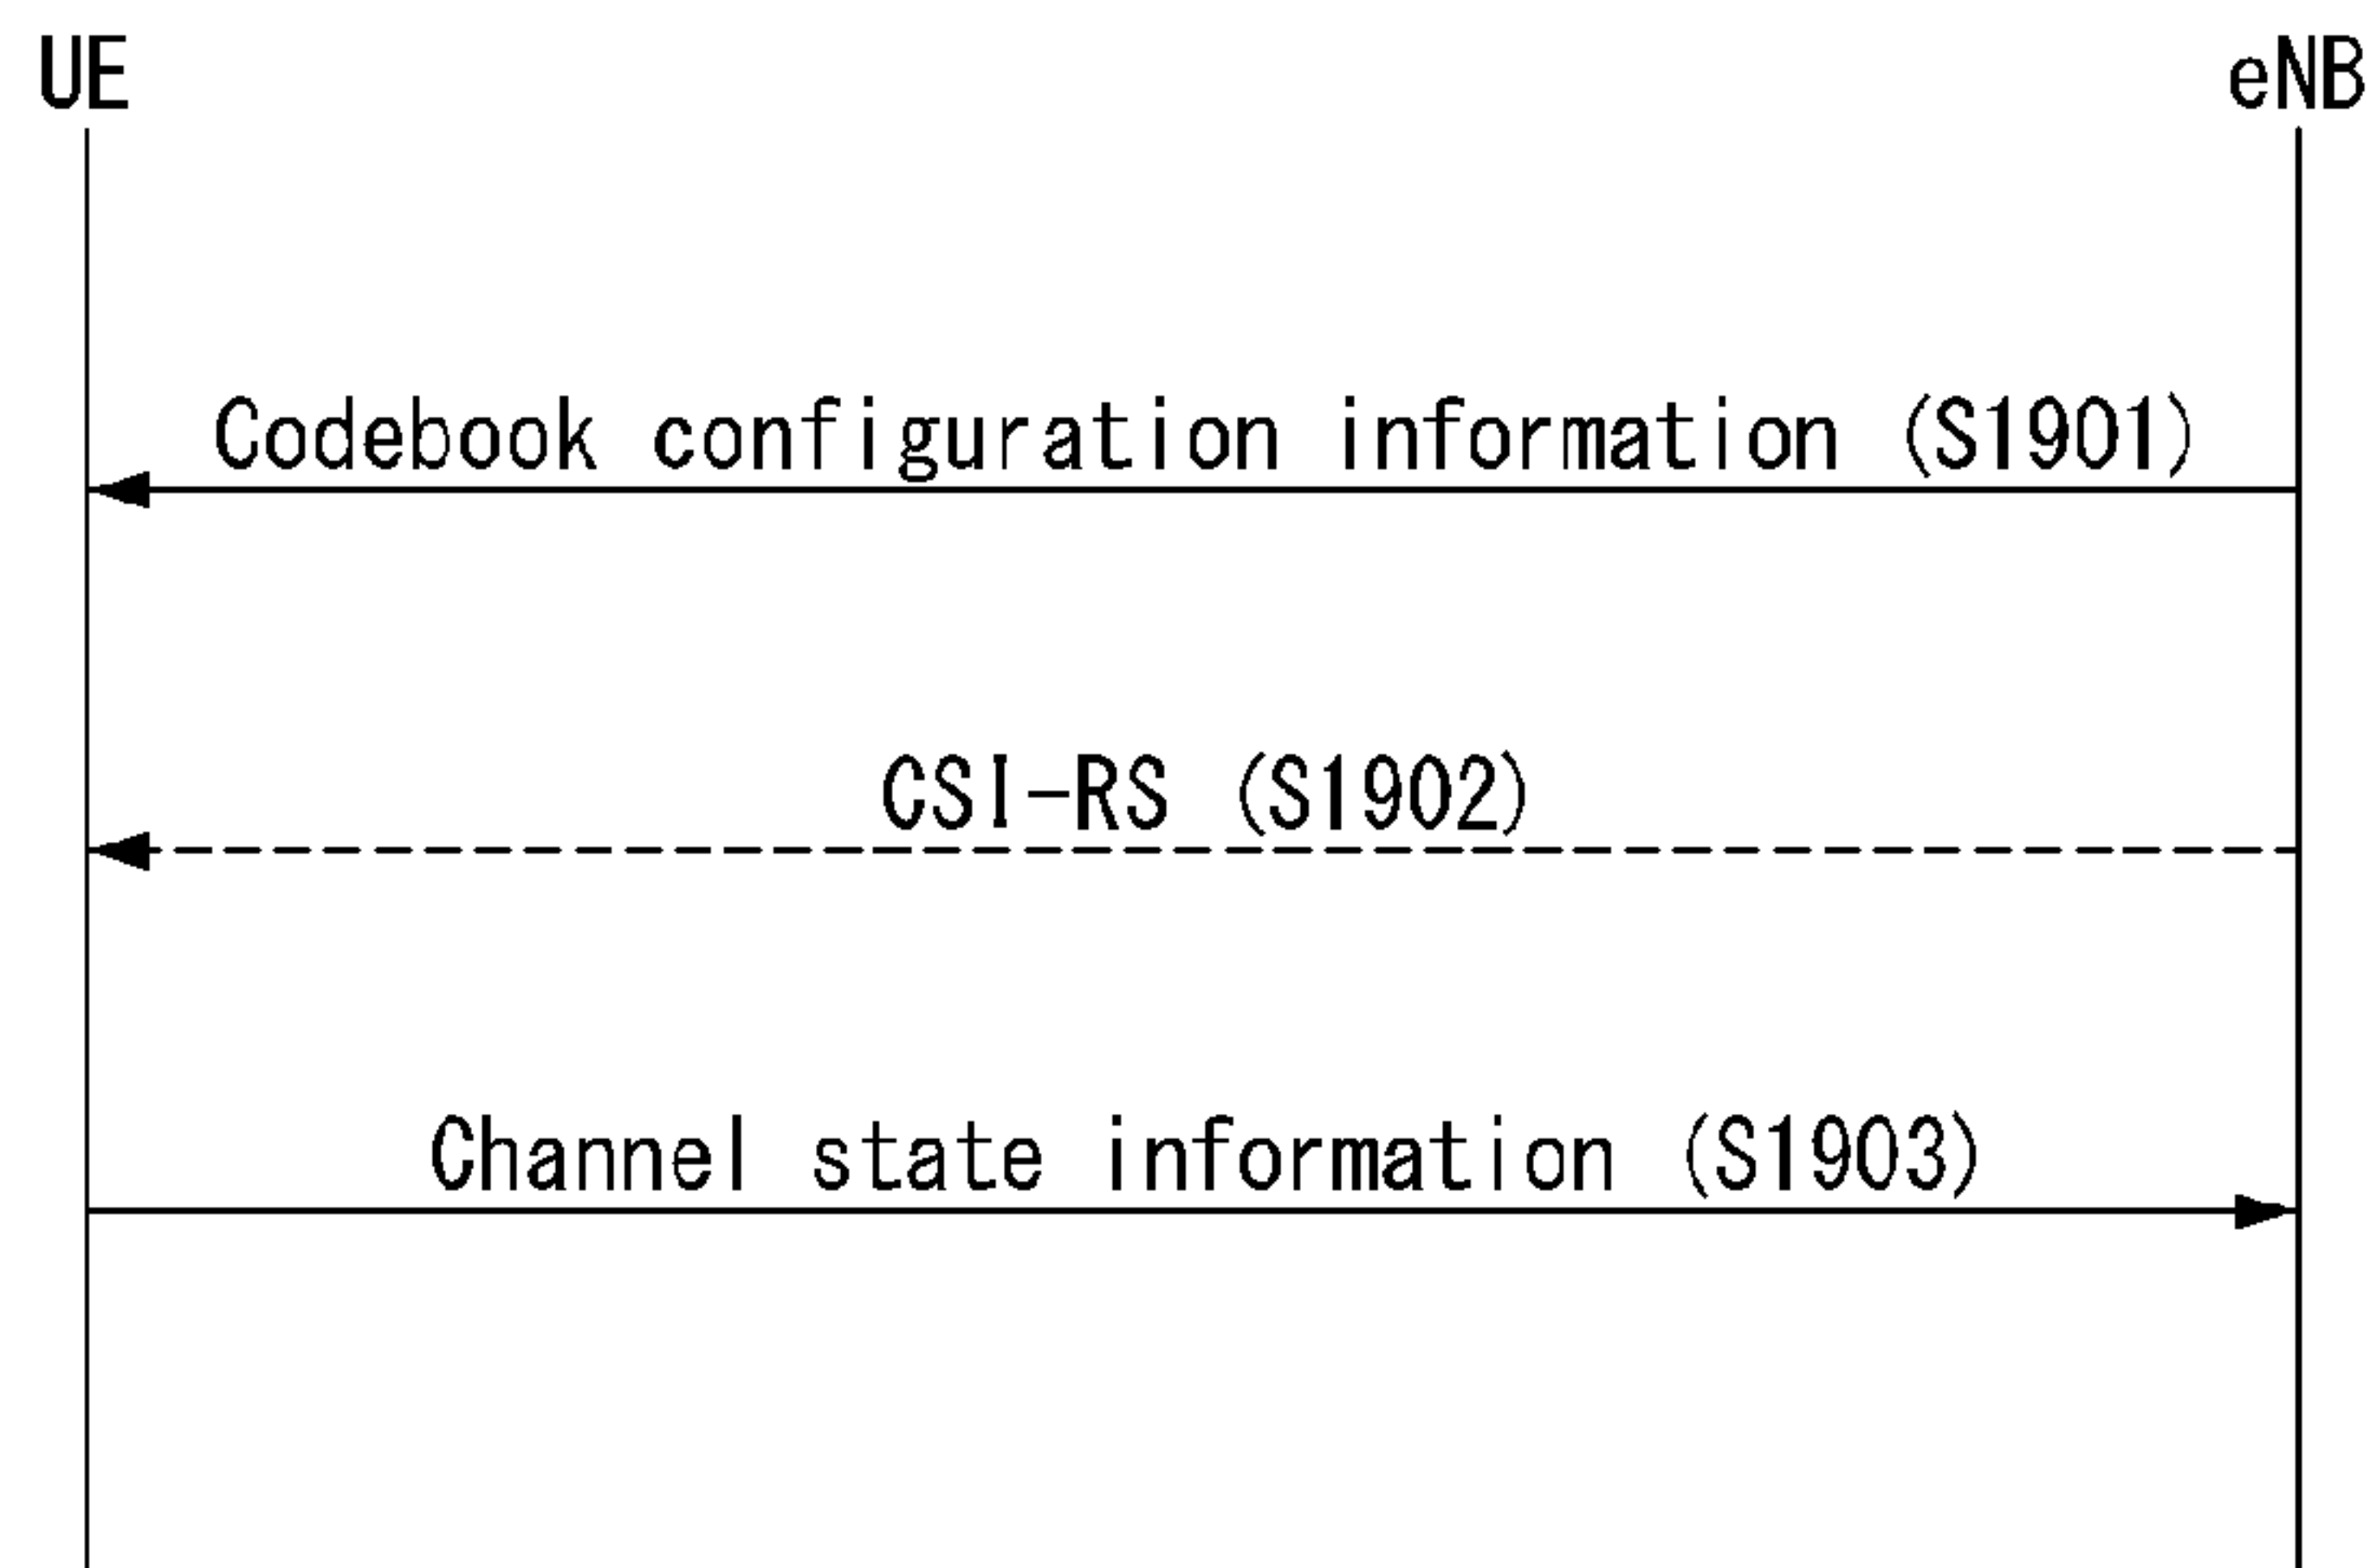 UE
eNB
Codebook configuration information (S1901)
CSI-RS (S1902)
Channel state information (S1903)